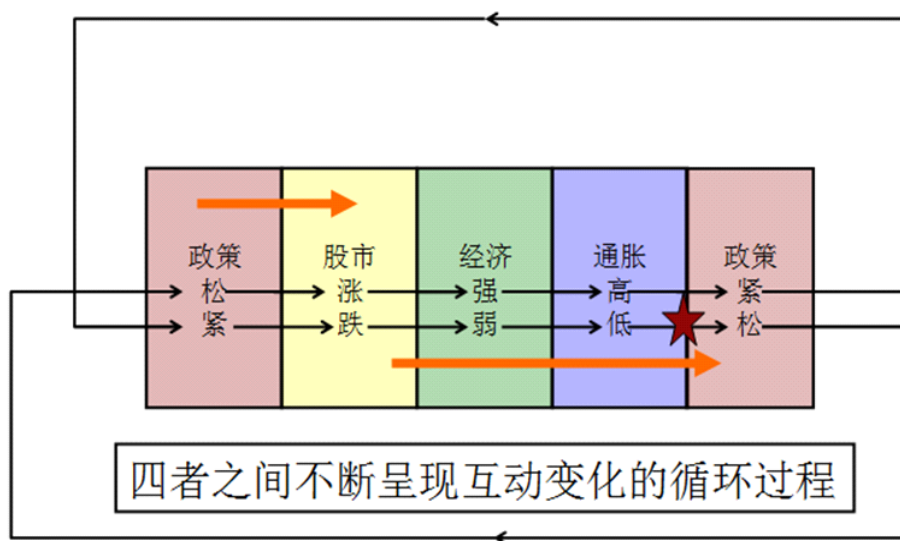 政策 股市 经济 通胀 政策
松 涨 强 高 紧
紧 跌 弱 低 松
四者之间不断呈现互动变化的循环过程